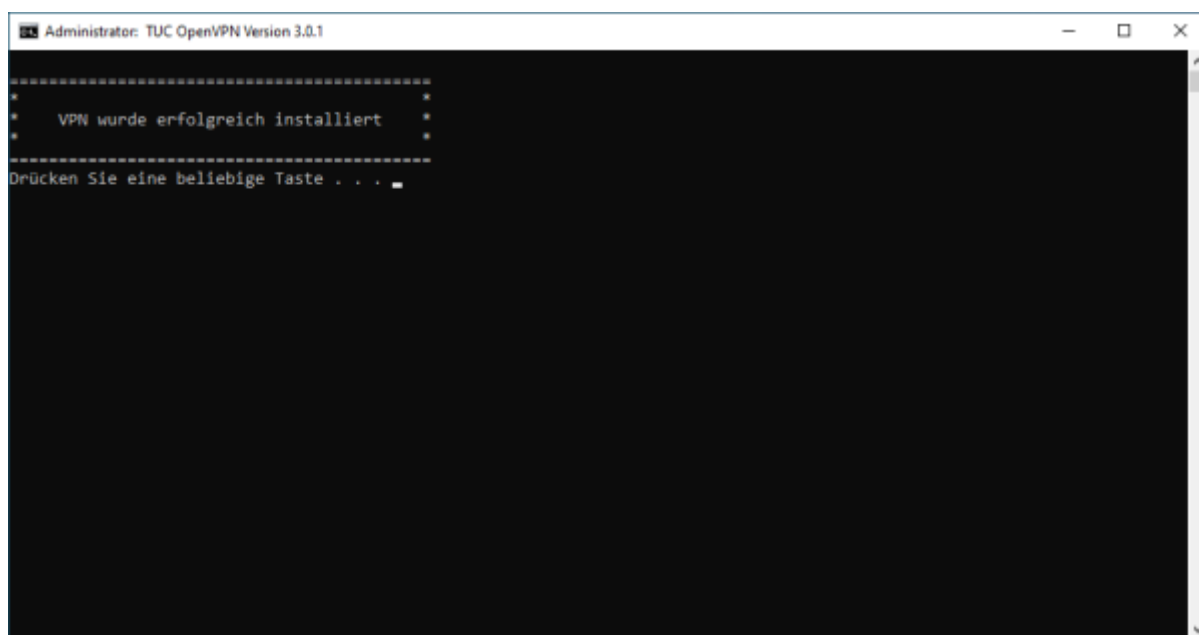 Administrator: TUC OpenVPN Version 3.0.1
===========================================
*                                         *
*    VPN wurde erfolgreich installiert    *
*                                         *
===========================================
Drücken Sie eine beliebige Taste . . .